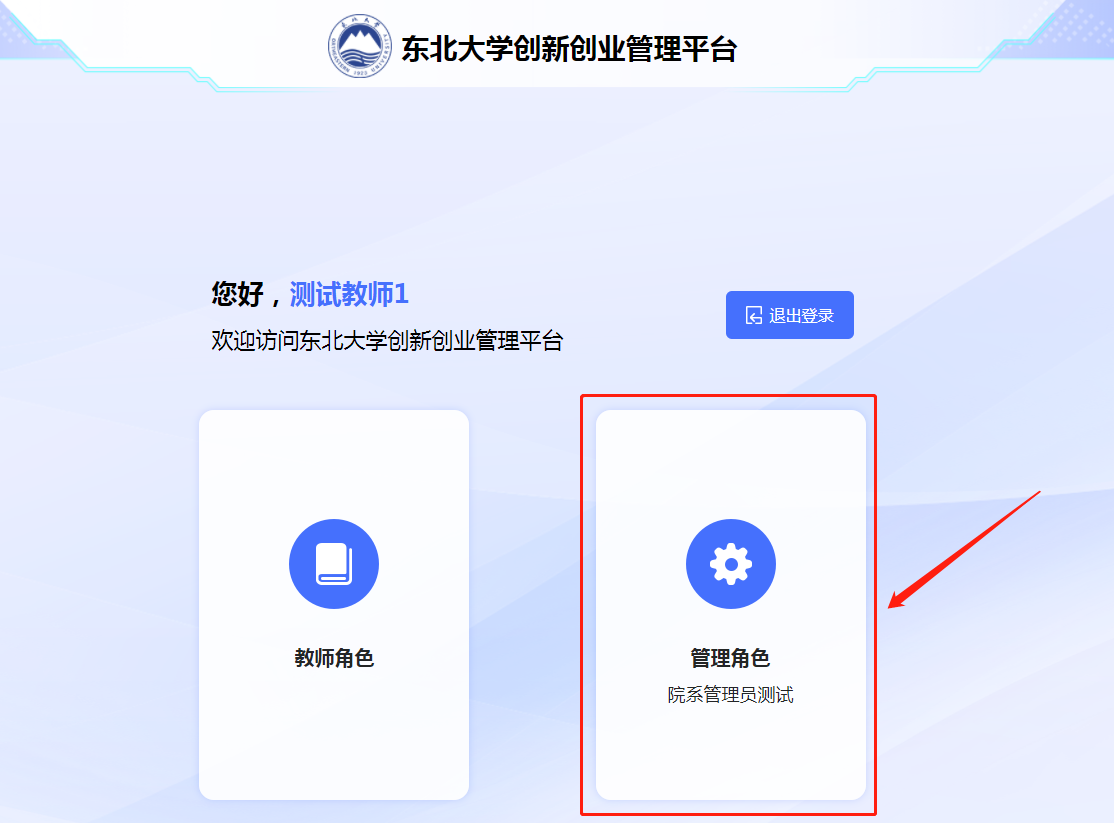 东北大学创新创业管理平台
您好，测试教师1
欢迎访问东北大学创新创业管理平台
退出登录
教师角色
管理角色
院系管理员测试